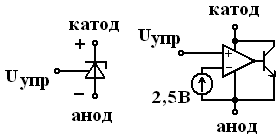 катод
+
Uупр
−
анод
катод
Uупр
+
−
2,5В
анод